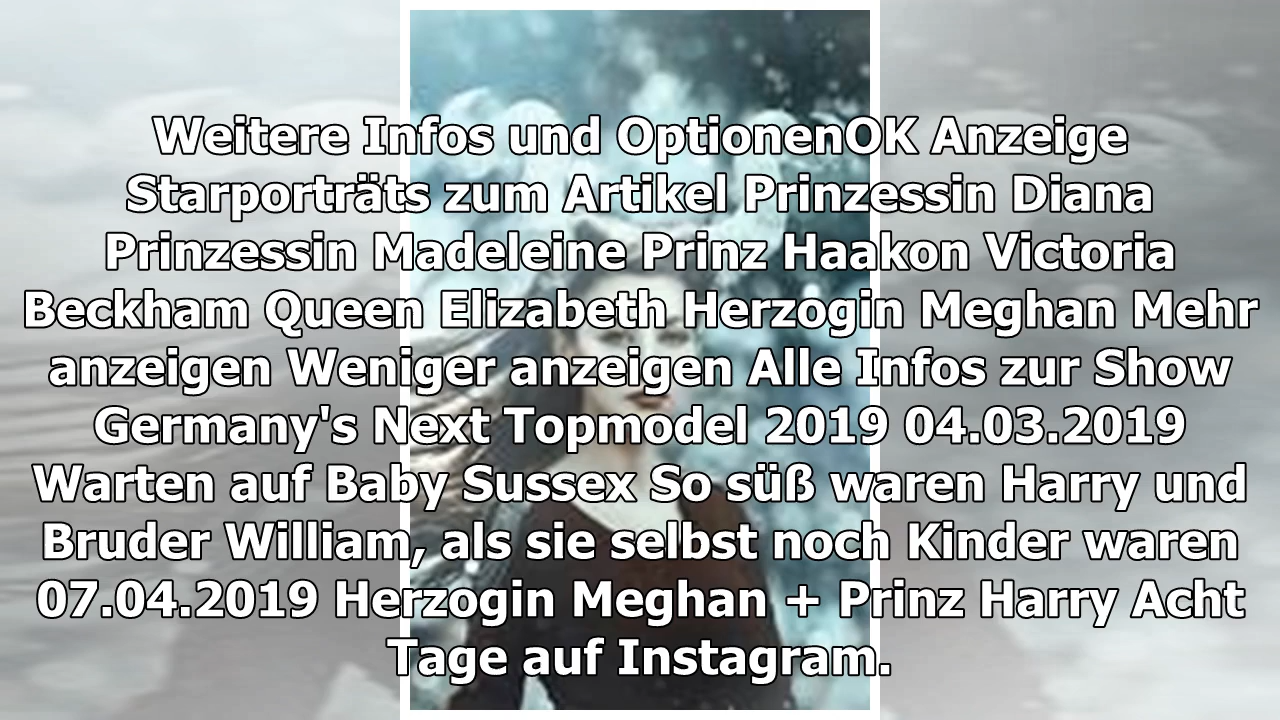 Weitere Infos und OptionenOK Anzeige
Starporträts zum Artikel Prinzessin Diana
Prinzessin Madeleine Prinz Haakon Victoria
Beckham Queen Elizabeth Herzogin Meghan Mehr
anzeigen Weniger anzeigen Alle Infos zur Show
Germany's Next Topmodel 2019 04.03.2019
Warten auf Baby Sussex So süß waren Harry und
Bruder William, als sie selbst noch Kinder waren
07.04.2019 Herzogin Meghan + Prinz Harry Acht
Tage auf Instagram.